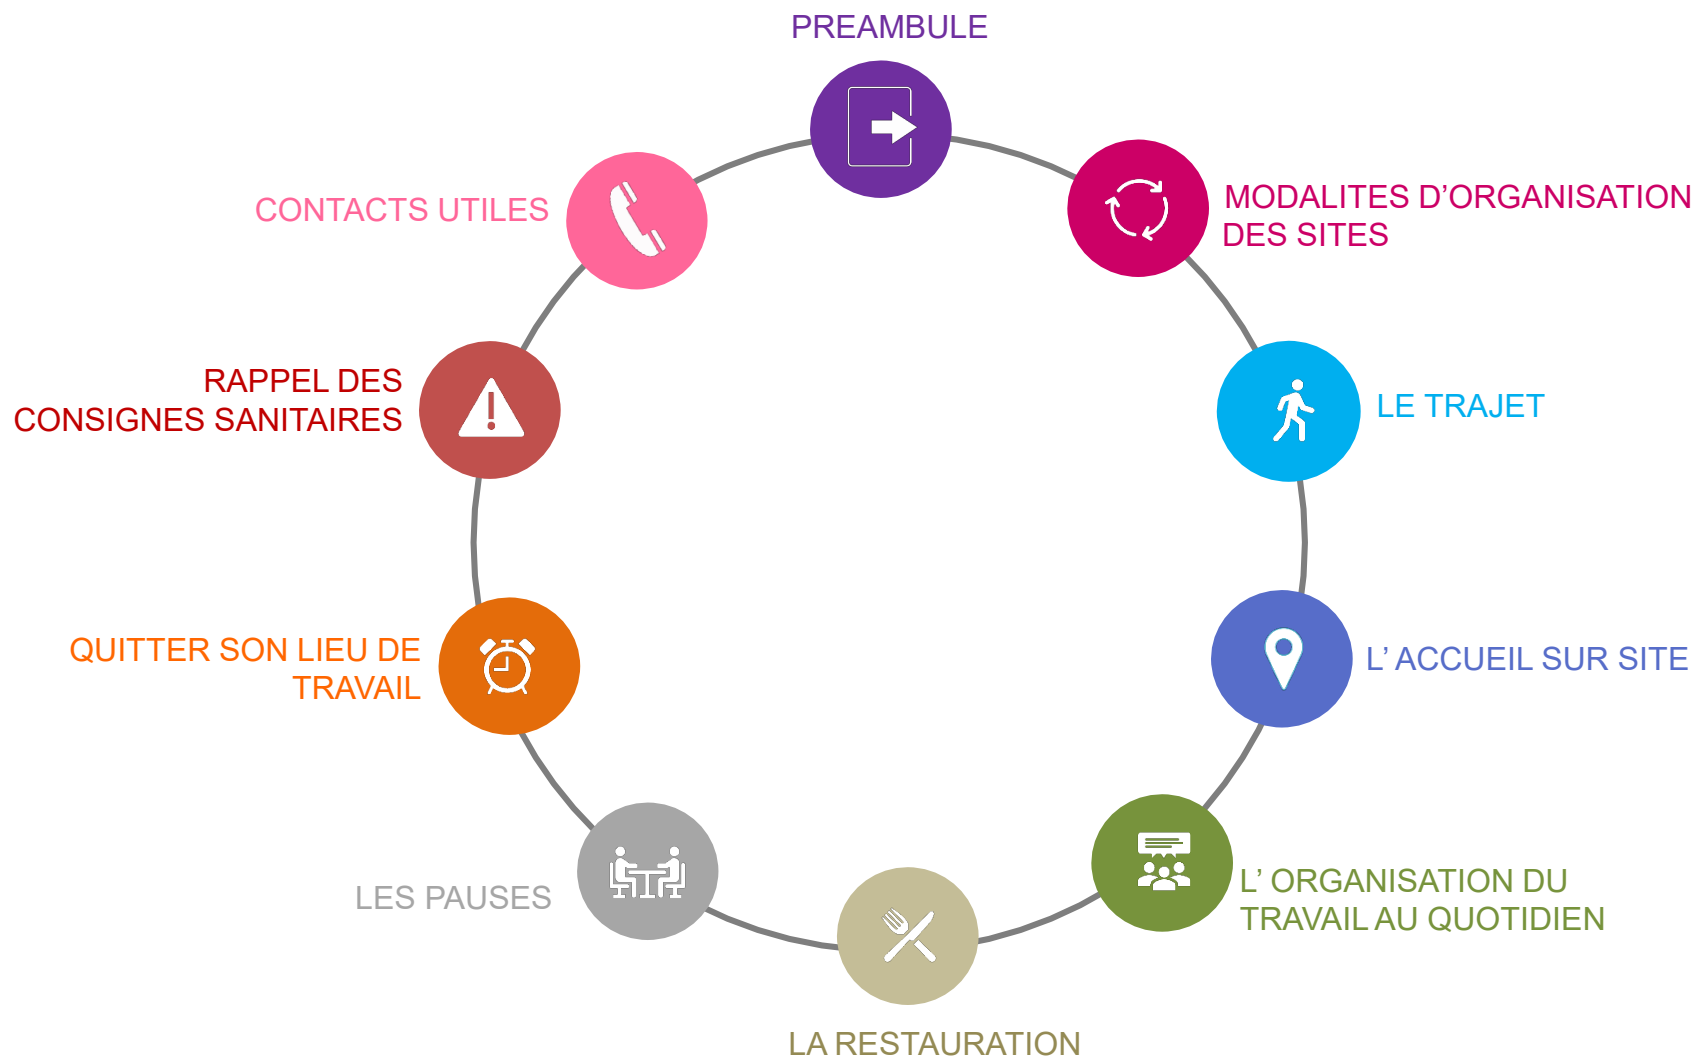 PREAMBULE
MODALITES D’ORGANISATION
DES SITES
LE TRAJET
L’ ACCUEIL SUR SITE
L’ ORGANISATION DU
TRAVAIL AU QUOTIDIEN
LA RESTAURATION
LES PAUSES
QUITTER SON LIEU DE
TRAVAIL
RAPPEL DES
CONSIGNES SANITAIRES
CONTACTS UTILES